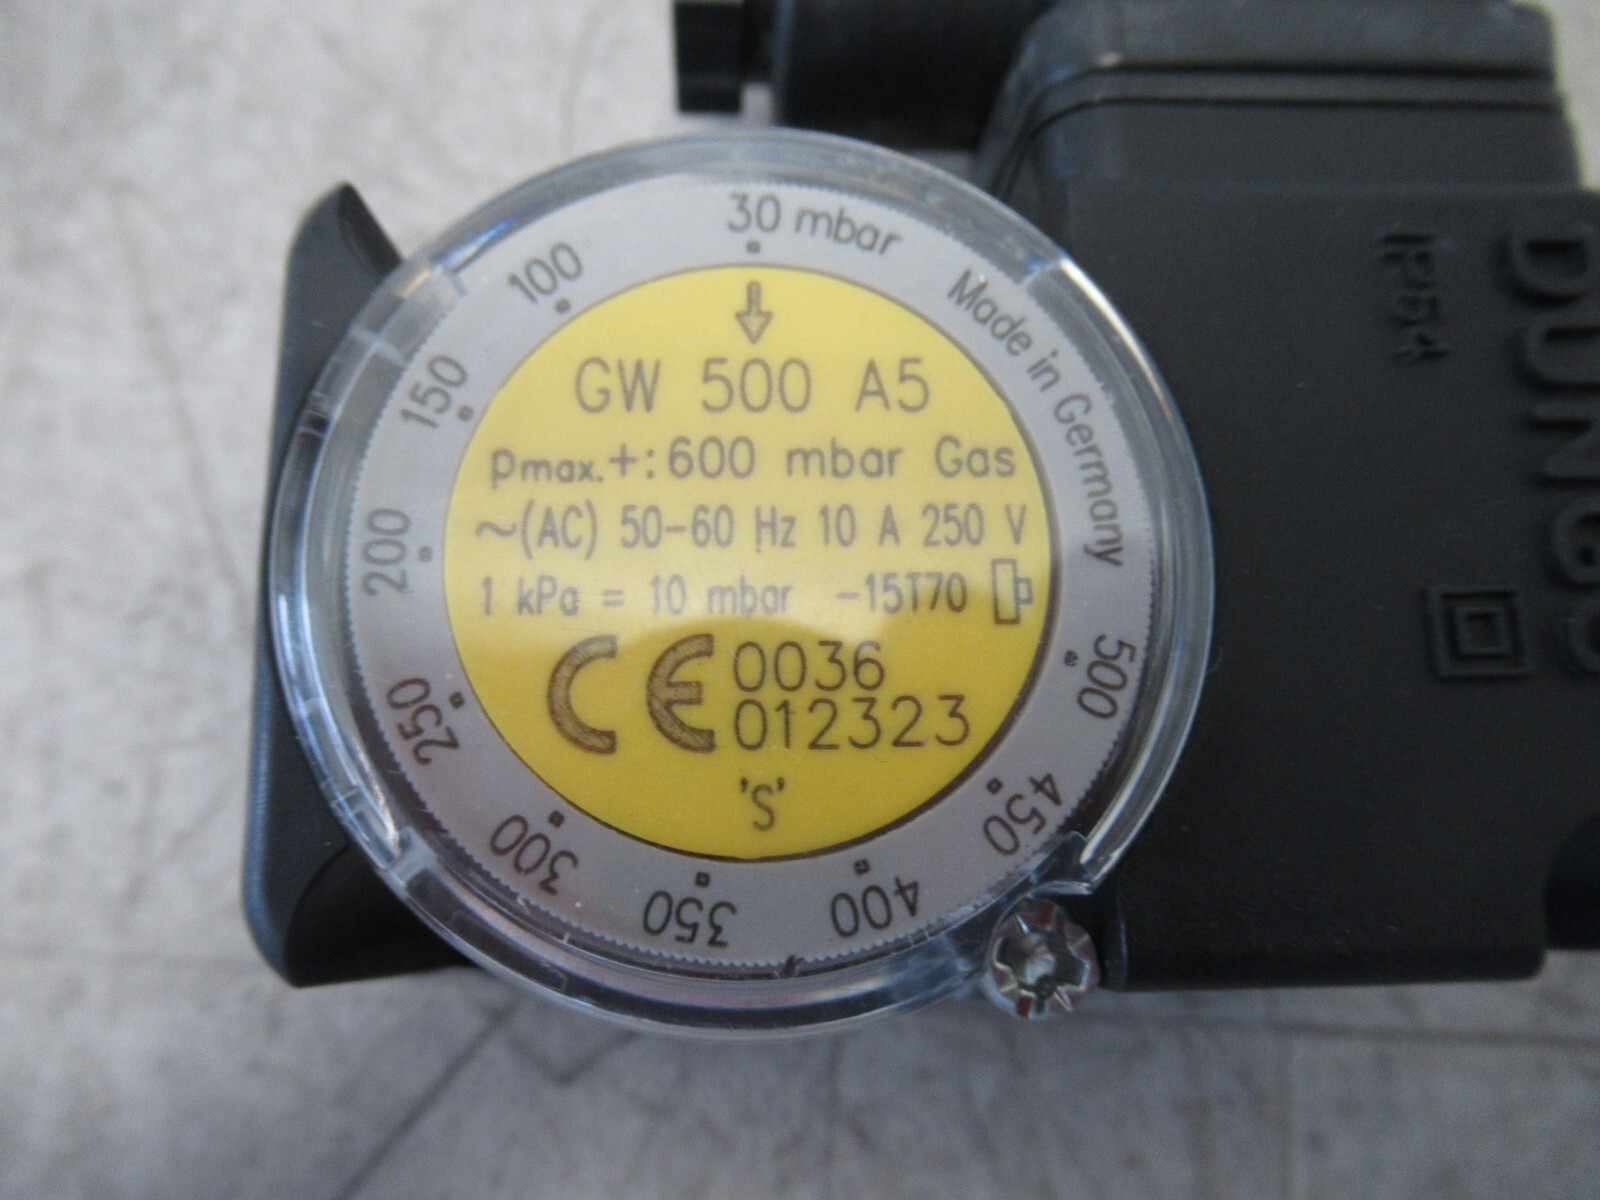 30 mbar
100
150
200
250
300
350
400
450
500
Made in Germany
GW 500 A5
pmax.+:600 mbar Gas
~(AC) 50-60 Hz 10 A 250 V
1 kPa = 10 mbar -15T70
CE 0036
012323
'S'
IP54
DUNGS